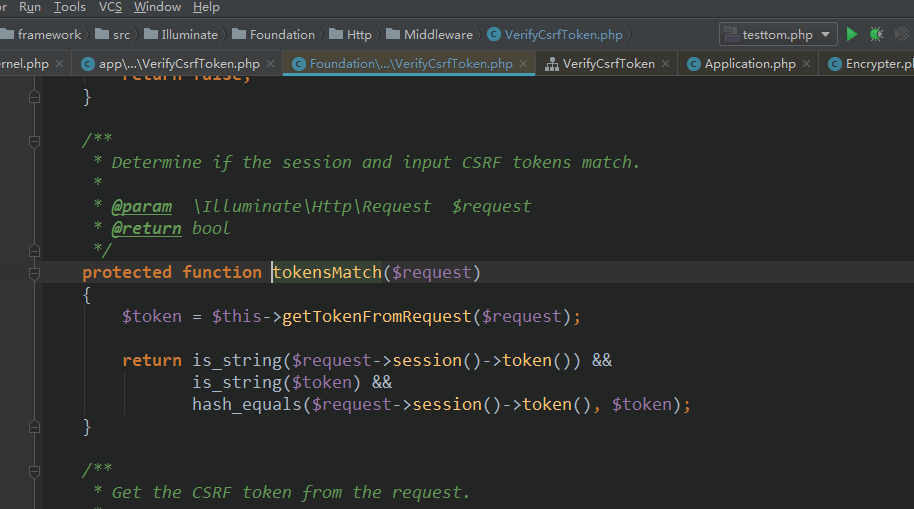 Run Tools VCS Window Help
framework src Illuminate Foundation Http Middleware VerifyCsrfToken.php testtom.php
ernel.php app\...\VerifyCsrfToken.php Foundation\...\VerifyCsrfToken.php VerifyCsrfToken Application.php Encrypter.ph
return false;
}
/**
* Determine if the session and input CSRF tokens match.
*
* @param \Illuminate\Http\Request $request
* @return bool
*/
protected function tokensMatch($request)
{
$token = $this->getTokenFromRequest($request);
return is_string($request->session()->token()) &&
is_string($token) &&
hash_equals($request->session()->token(), $token);
}
/**
* Get the CSRF token from the request.